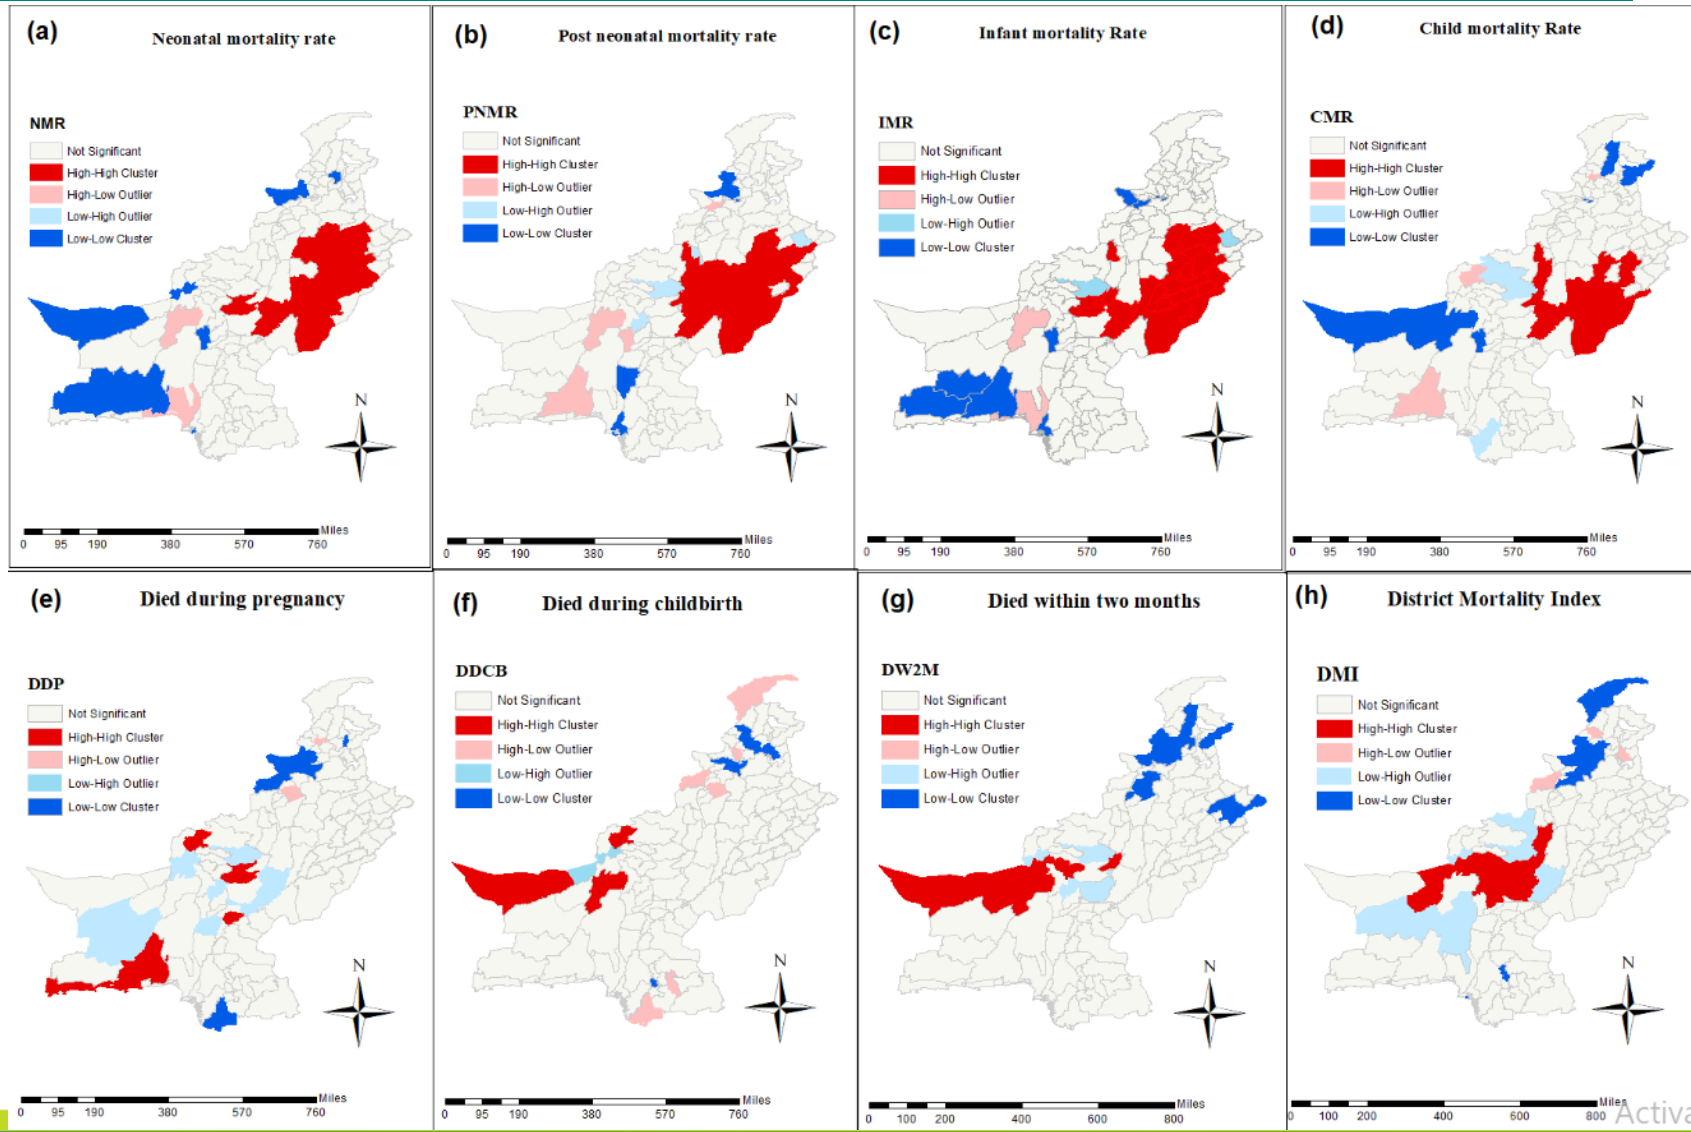 (a)
Neonatal mortality rate
NMR
Not Significant
High-High Cluster
High-Low Outlier
Low-High Outlier
Low-Low Cluster
N
Miles
0 95 190 380 570 760
(b)
Post neonatal mortality rate
PNMR
Not Significant
High-High Cluster
High-Low Outlier
Low-High Outlier
Low-Low Cluster
N
Miles
0 95 190 380 570 760
(c)
Infant mortality Rate
IMR
Not Significant
High-High Cluster
High-Low Outlier
Low-High Outlier
Low-Low Cluster
N
Miles
0 95 190 380 570 760
(d)
Child mortality Rate
CMR
Not Significant
High-High Cluster
High-Low Outlier
Low-High Outlier
Low-Low Cluster
N
Miles
0 95 190 380 570 760
(e)
Died during pregnancy
DDP
Not Significant
High-High Cluster
High-Low Outlier
Low-High Outlier
Low-Low Cluster
N
Miles
0 95 190 380 570 760
(f)
Died during childbirth
DDCB
Not Significant
High-High Cluster
High-Low Outlier
Low-High Outlier
Low-Low Cluster
N
Miles
0 95 190 380 570 760
(g)
Died within two months
DW2M
Not Significant
High-High Cluster
High-Low Outlier
Low-High Outlier
Low-Low Cluster
N
Miles
0 100 200 400 600 800
(h)
District Mortality Index
DMI
Not Significant
High-High Cluster
High-Low Outlier
Low-High Outlier
Low-Low Cluster
N
Miles
0 100 200 400 600 800
Activa